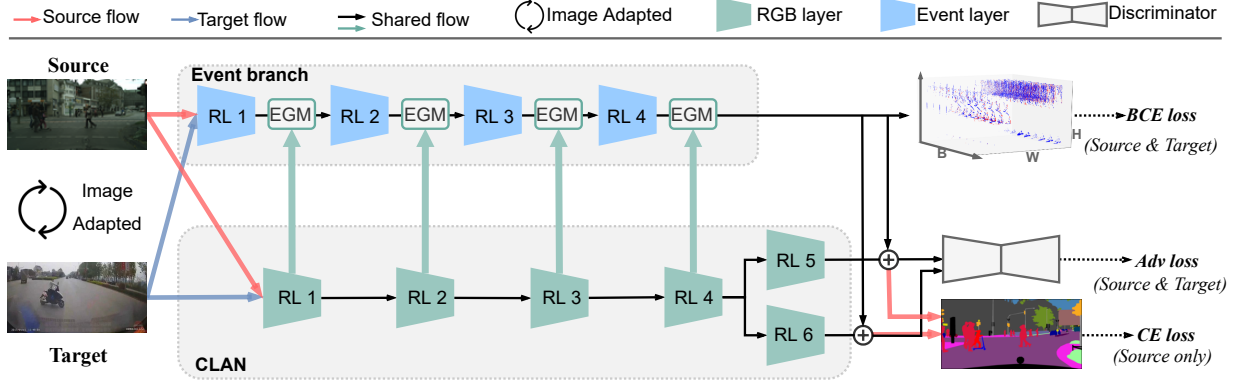 Source flow
Target flow
Shared flow
Image Adapted
RGB layer
Event layer
Discriminator
Source
Event branch
RL 1
EGM
RL 2
EGM
RL 3
EGM
RL 4
EGM
B
W
H
BCE loss
(Source & Target)
Image
Adapted
RL 1
RL 2
RL 3
RL 4
RL 5
RL 6
Adv loss
(Source & Target)
CE loss
(Source only)
Target
CLAN